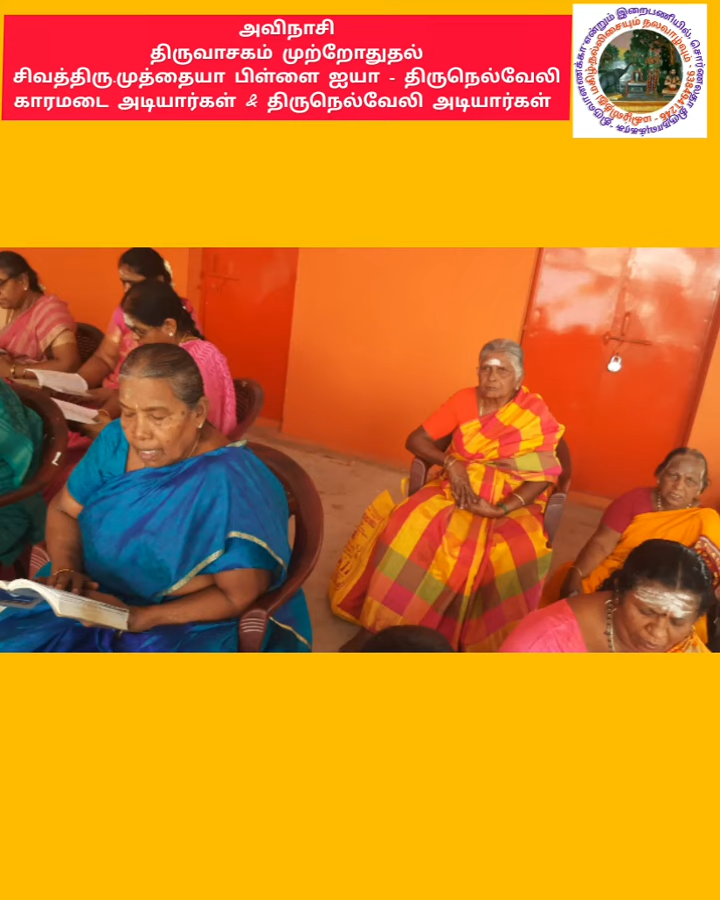 அவிநாசி
திருவாசகம் முற்றோதுதல்
சிவத்திரு.முத்தையா பிள்ளை ஐயா - திருநெல்வேலி
காரமடை அடியார்கள் & திருநெல்வேலி அடியார்கள்